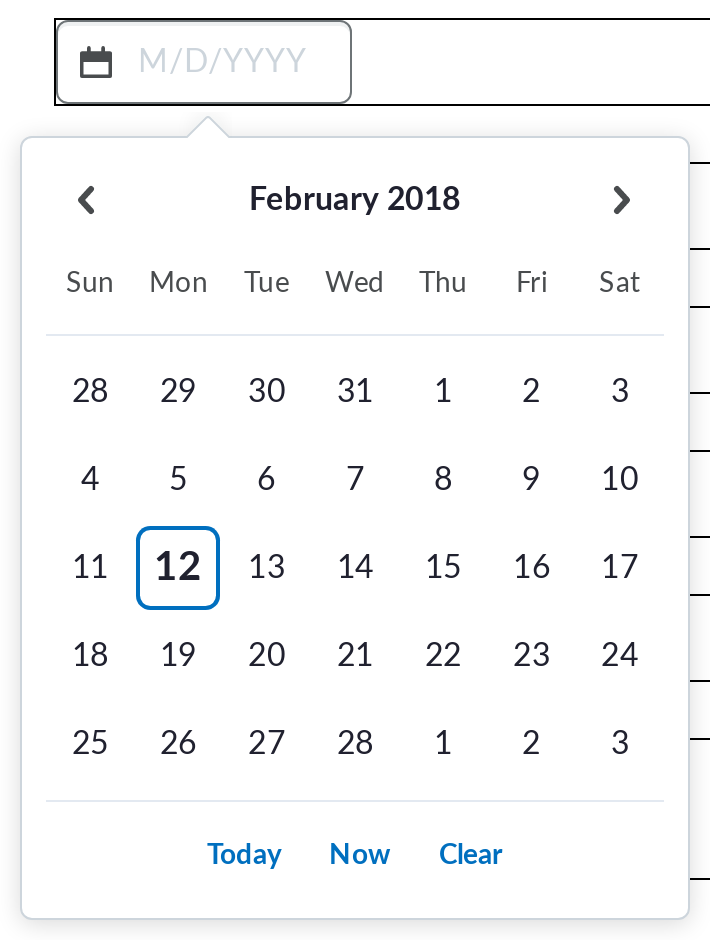 M/D/YYYY
February 2018
Sun Mon Tue Wed Thu Fri Sat
28 29 30 31 1 2 3
4 5 6 7 8 9 10
11 12 13 14 15 16 17
18 19 20 21 22 23 24
25 26 27 28 1 2 3
Today Now Clear